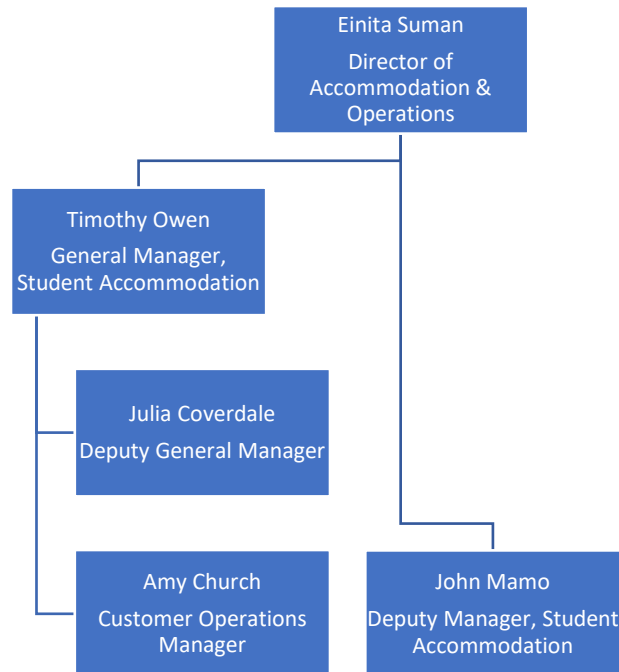 Einita Suman
Director of
Accommodation &
Operations
Timothy Owen
General Manager,
Student Accommodation
Julia Coverdale
Deputy General Manager
Amy Church
Customer Operations
Manager
John Mamo
Deputy Manager, Student
Accommodation